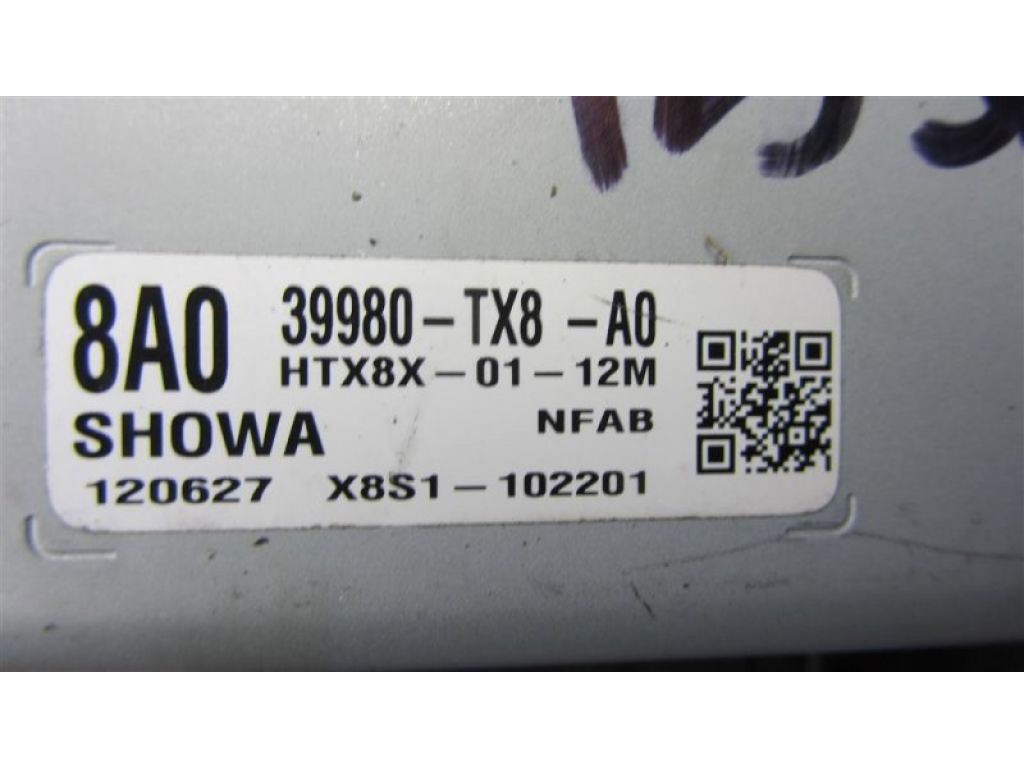 8A0 39980-TX8 -A0
HTX8X-01-12M
SHOWA NFAB
120627 X8S1-102201